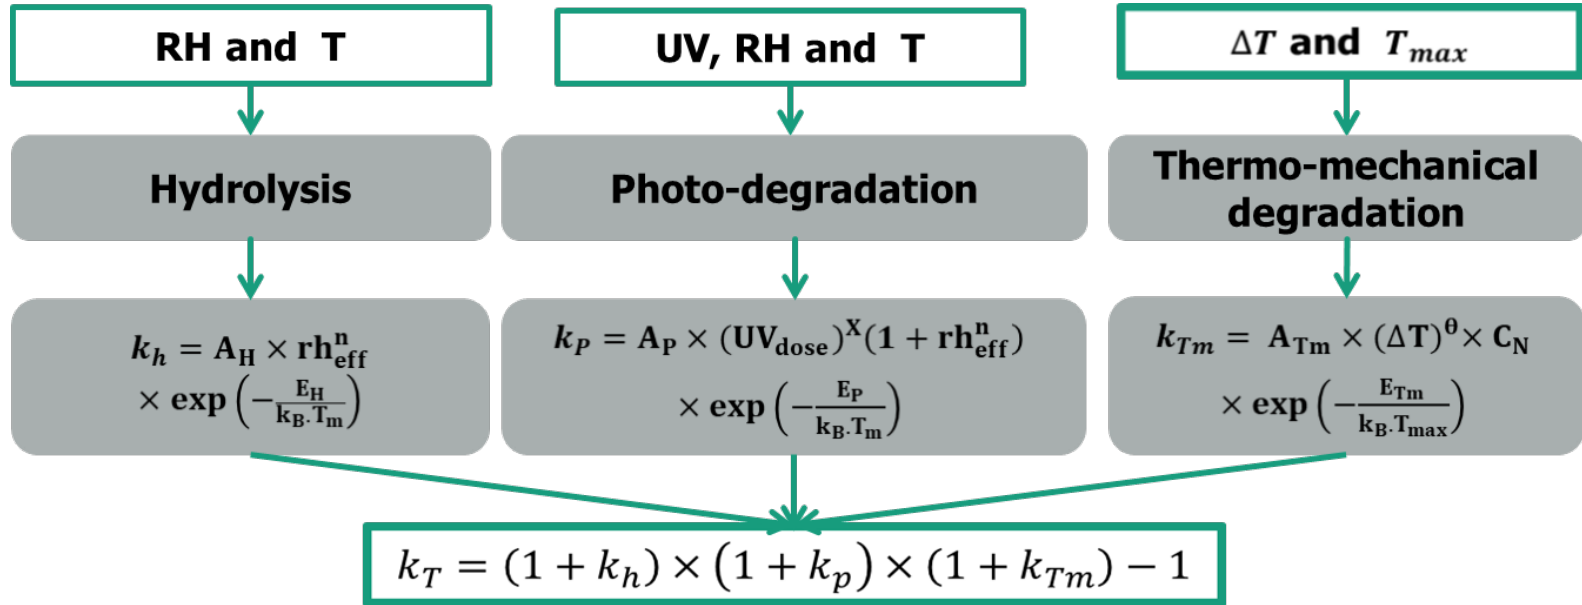 RH and T
UV, RH and T
ΔT and T_max
Hydrolysis
Photo-degradation
Thermo-mechanical
degradation
k_h = A_H × rh_eff^n
× exp (−E_H/(k_B.T_m))
k_P = A_P × (UV_dose)^X (1 + rh_eff^n)
× exp (−E_P/(k_B.T_m))
k_Tm = A_Tm × (ΔT)^θ × C_N
× exp (−E_Tm/(k_B.T_max))
k_T = (1 + k_h) × (1 + k_p) × (1 + k_Tm) − 1